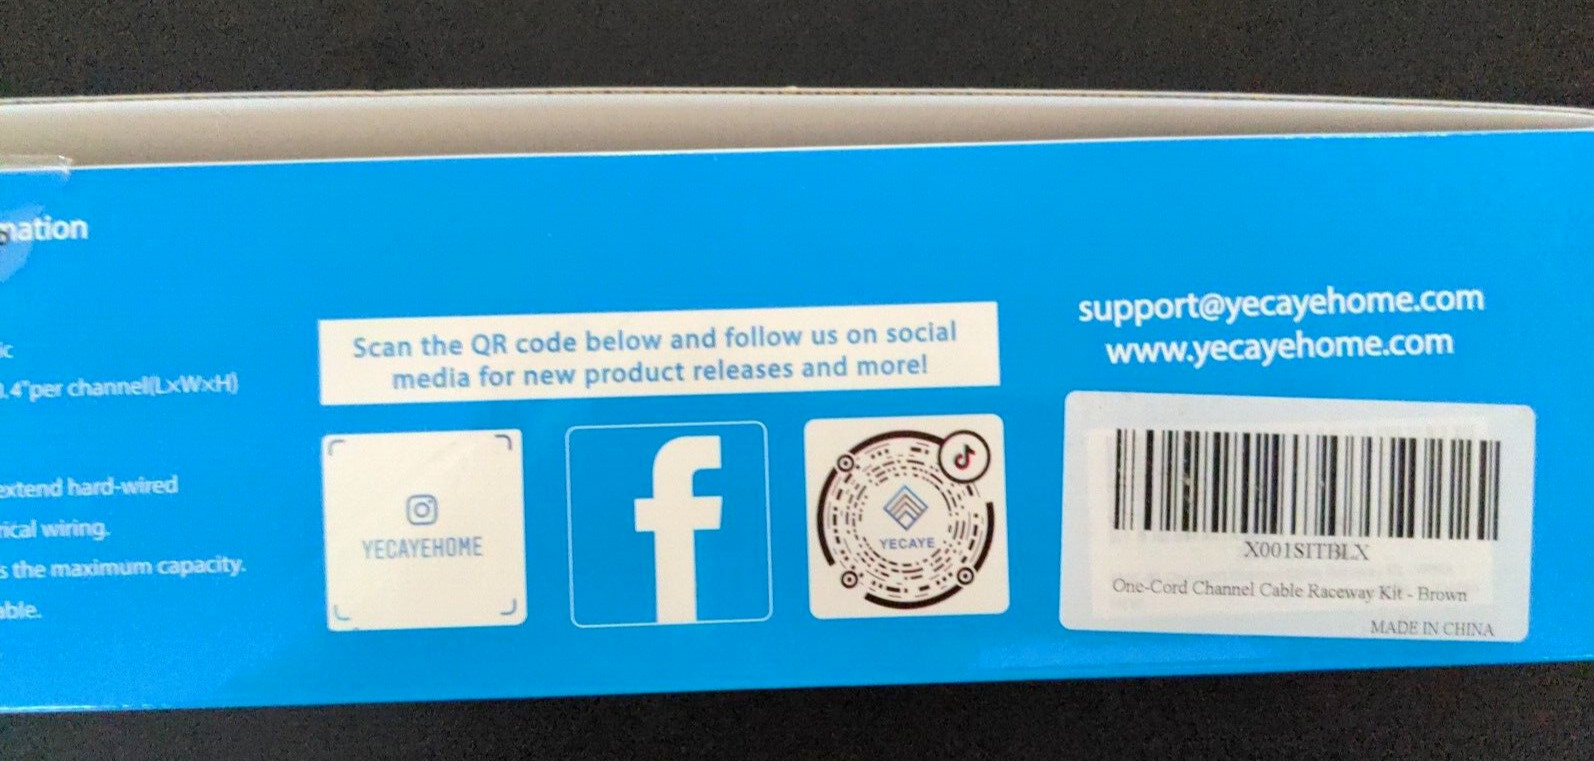 mation
ic
.4"per channel(LxWxH)
extend hard-wired
rical wiring.
s the maximum capacity.
able.
Scan the QR code below and follow us on social
media for new product releases and more!
YECAYEHOME
YECAYE
support@yecayehome.com
www.yecayehome.com
X001SITBLX
One-Cord Channel Cable Raceway Kit - Brown
MADE IN CHINA